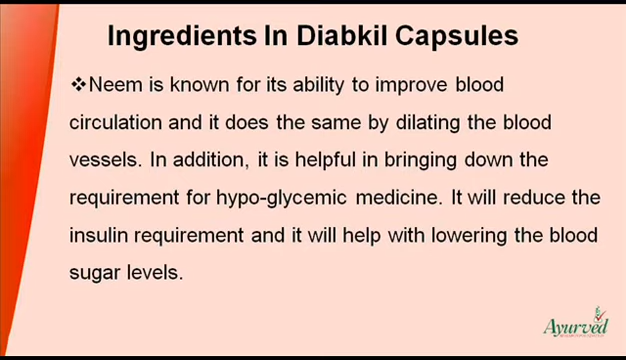 Ingredients In Diabkil Capsules
❖Neem is known for its ability to improve blood
circulation and it does the same by dilating the blood
vessels. In addition, it is helpful in bringing down the
requirement for hypo-glycemic medicine. It will reduce the
insulin requirement and it will help with lowering the blood
sugar levels.
Ayurved